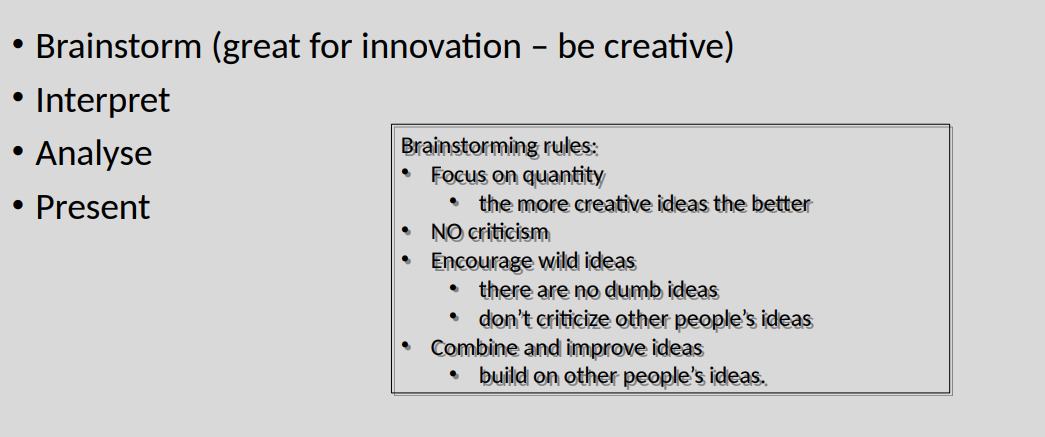 • Brainstorm (great for innovation – be creative)
• Interpret
• Analyse
• Present
Brainstorming rules:
• Focus on quantity
• the more creative ideas the better
• NO criticism
• Encourage wild ideas
• there are no dumb ideas
• don’t criticize other people’s ideas
• Combine and improve ideas
• build on other people’s ideas.